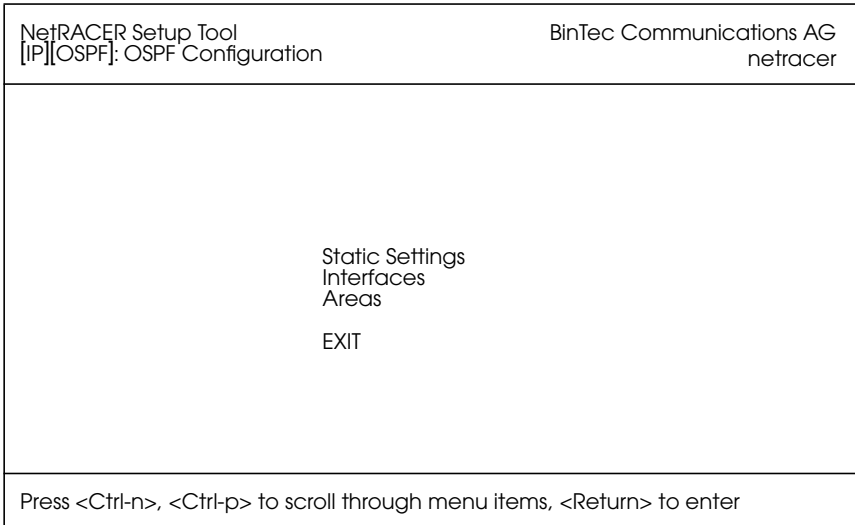 NetRACER Setup Tool BinTec Communications AG
[IP][OSPF]: OSPF Configuration netracer
Static Settings
Interfaces
Areas
EXIT
Press <Ctrl-n>, <Ctrl-p> to scroll through menu items, <Return> to enter